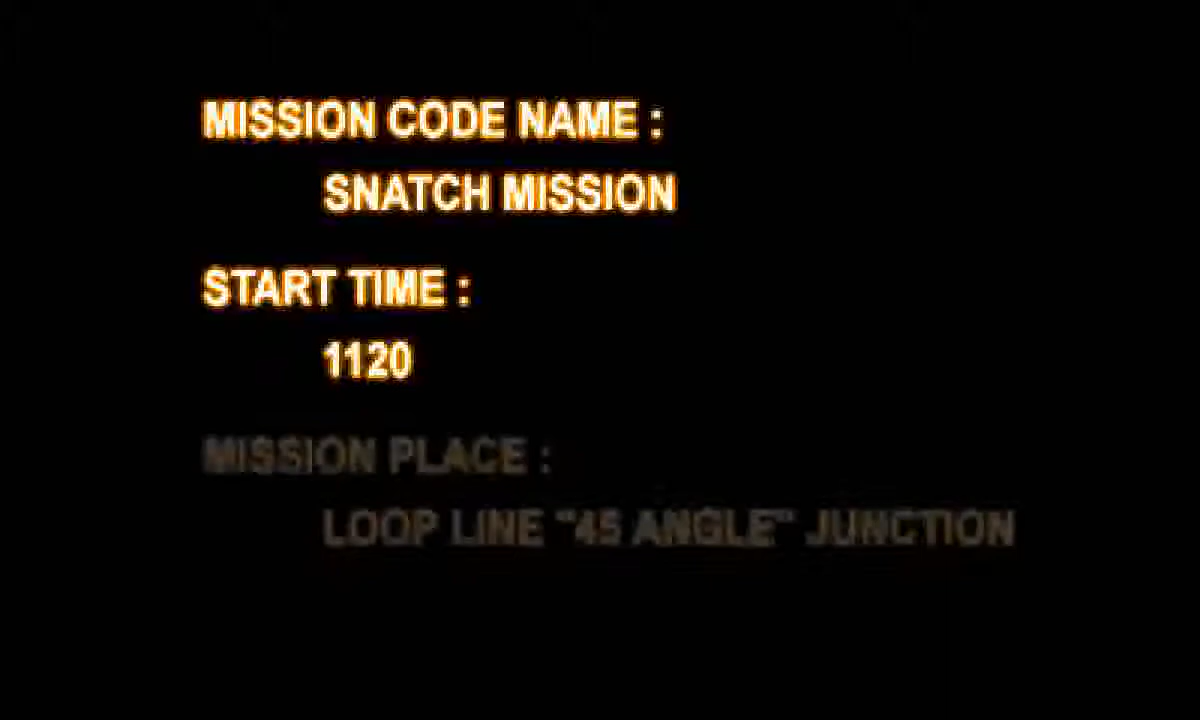 MISSION CODE NAME :
SNATCH MISSION
START TIME :
1120
MISSION PLACE :
LOOP LINE "45 ANGLE" JUNCTION